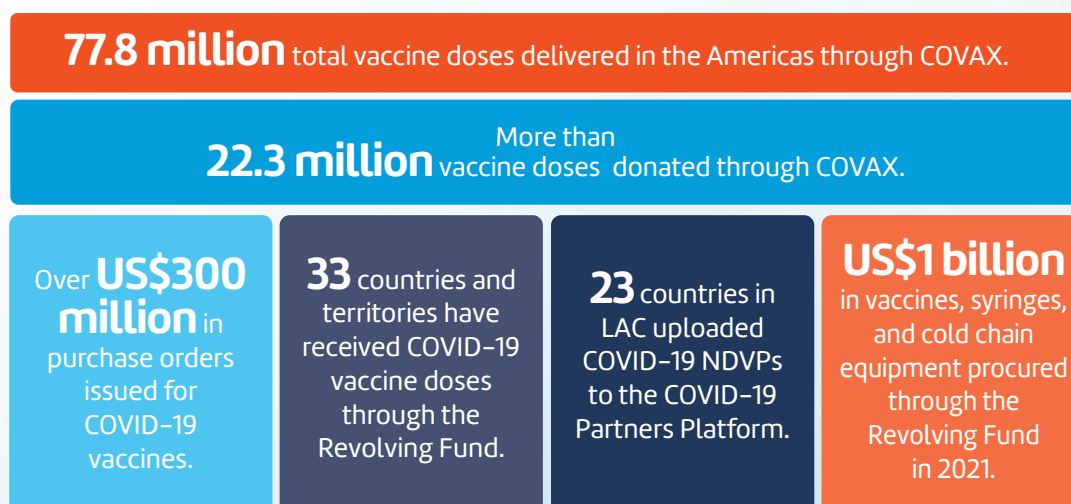 77.8 million total vaccine doses delivered in the Americas through COVAX.
More than
22.3 million vaccine doses donated through COVAX.
Over US$300
million in
purchase orders
issued for
COVID-19
vaccines.
33 countries and
territories have
received COVID-19
vaccine doses
through the
Revolving Fund.
23 countries in
LAC uploaded
COVID-19 NDVPs
to the COVID-19
Partners Platform.
US$1 billion
in vaccines, syringes,
and cold chain
equipment procured
through the
Revolving Fund
in 2021.